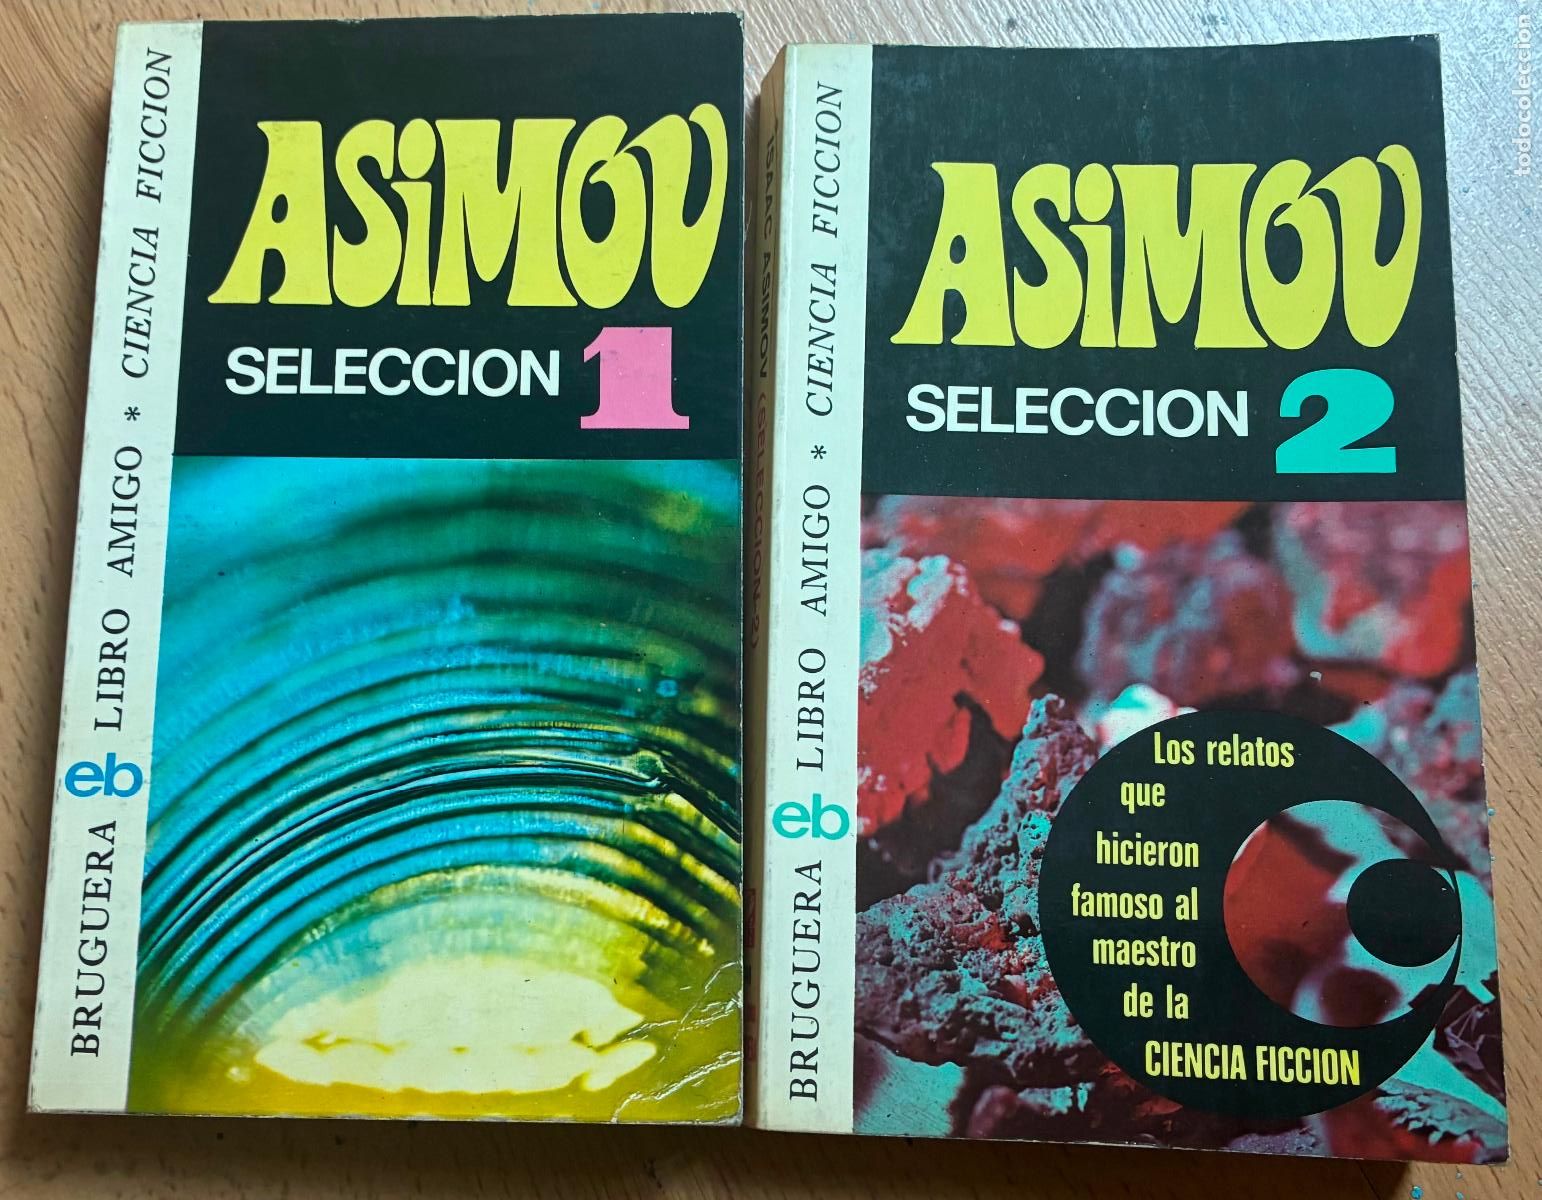 ASiMOV
SELECCION 1
BRUGUERA eb LIBRO AMIGO * CIENCIA FICCION
ISAAC ASIMOV (SELECCION-2)
ASiMOV
SELECCION 2
BRUGUERA eb LIBRO AMIGO * CIENCIA FICCION
Los relatos
que
hicieron
famoso al
maestro
de la
CIENCIA FICCION
todocoleccion